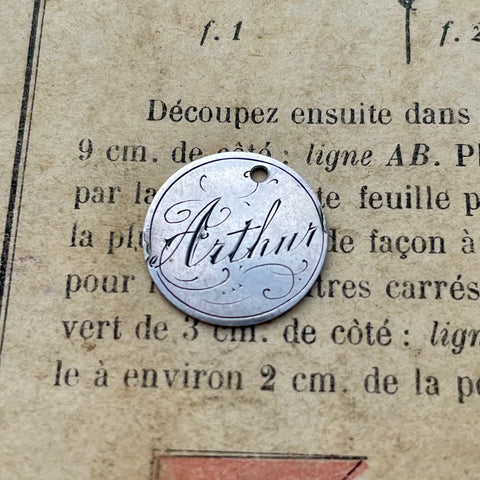 f. 1 f. 2
Découpez ensuite dans
9 cm. de côté : ligne AB.
par la feuille
la de façon à
pour carrés
vert de 3 cm. de côté :
le à environ 2 cm. de la
Arthur